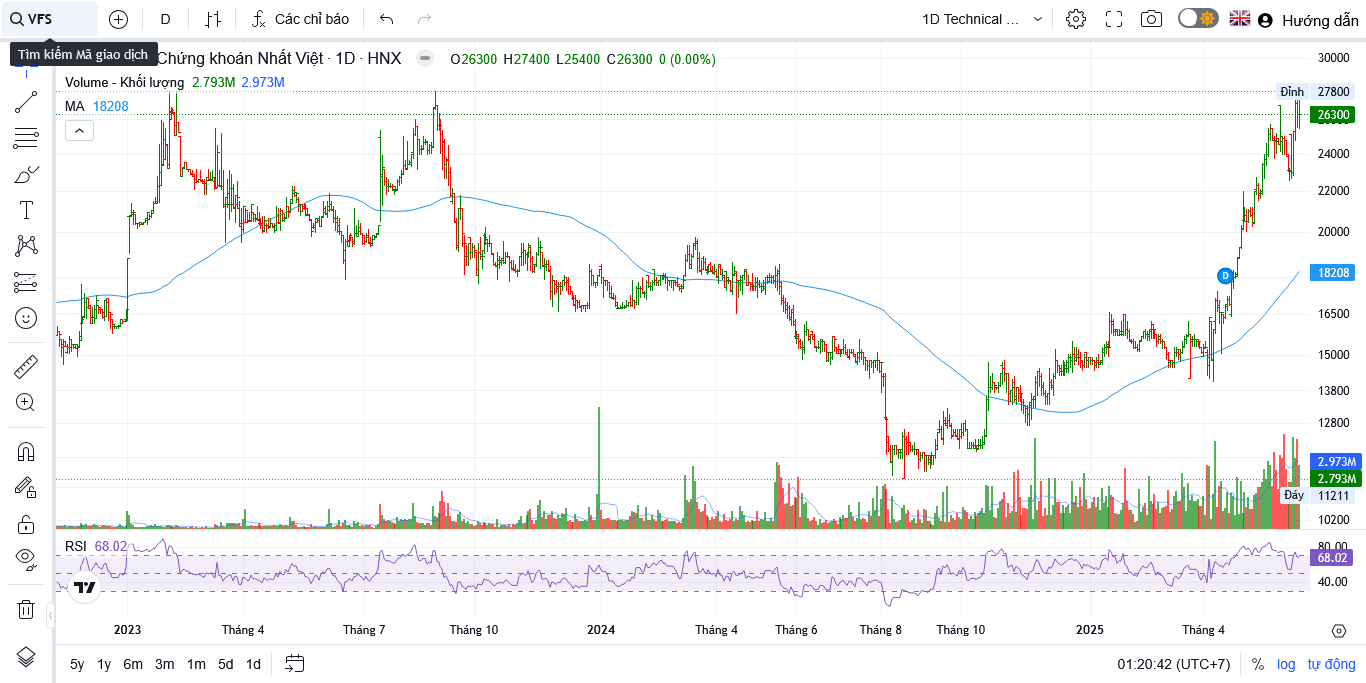 VFS
D
Các chỉ báo
1D Technical ...
Hướng dẫn
Tìm kiếm Mã giao dịch
Chứng khoán Nhất Việt · 1D · HNX
O26300 H27400 L25400 C26300 0 (0.00%)
Volume - Khối lượng 2.793M 2.973M
MA 18208
30000
Đỉnh 27800
26300
24000
22000
20000
D
18208
16500
15000
13800
12800
2.973M
2.793M
Đáy 11211
10200
RSI 68.02
80.00
68.02
40.00
2023 Tháng 4 Tháng 7 Tháng 10 2024 Tháng 4 Tháng 6 Tháng 8 Tháng 10 2025 Tháng 4
5y 1y 6m 3m 1m 5d 1d
01:20:42 (UTC+7) % log tự động